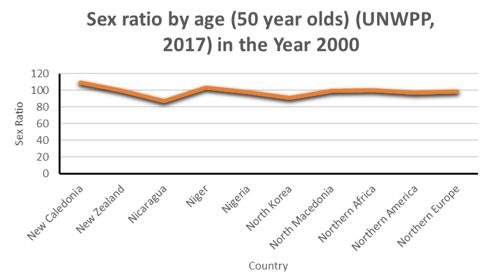 Sex ratio by age (50 year olds) (UNWPP,
2017) in the Year 2000
120
100
80
60
40
20
0
Sex Ratio
New Caledonia
New Zealand
Nicaragua
Niger
Nigeria
North Korea
North Macedonia
Northern Africa
Northern America
Northern Europe
Country